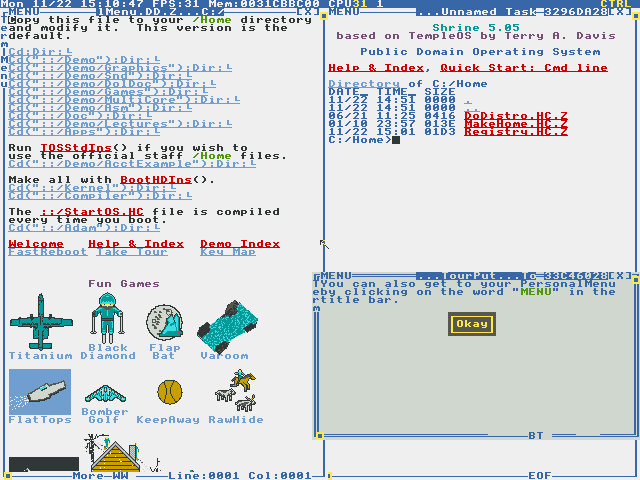 Mon 11/22 15:10:47 FPS:31 Mem:0031CBBC00 CPU31 1 CTRL
MENU lMenu.DD.Z...C:/ [X]
Copy this file to your /Home directory
and modify it.  This version is the
default.
Cd:Dir:
Cd("::/Demo"):Dir:
Cd("::/Demo/Graphics"):Dir:
Cd("::/Demo/Snd"):Dir:
Cd("::/Demo/DolDoc"):Dir:
Cd("::/Demo/Games"):Dir:
Cd("::/Demo/MultiCore"):Dir:
Cd("::/Demo/Asm"):Dir:
Cd("::/Doc"):Dir:
Cd("::/Demo/Lectures"):Dir:
Cd("::/Apps"):Dir:
Run TOSStdIns() if you wish to
use the official staff /Home files.
Cd("::/Demo/AcctExample"):Dir:
Make all with BootHDIns().
Cd("::/Kernel"):Dir:
Cd("::/Compiler"):Dir:
The ::/StartOS.HC file is compiled
every time you boot.
Cd("::/Adam"):Dir:
Welcome Help & Index Demo Index
FastReboot Take Tour Key Map
Fun Games
Titanium Black Diamond Flap Bat Varoom
FlatTops Bomber Golf KeepAway RawHide
More WW Line:0001 Col:0001
MENU ...Unnamed Task 3296DA28[X]
Shrine 5.05
based on TempleOS by Terry A. Davis
Public Domain Operating System
Help & Index, Quick Start: Cmd line
Directory of C:/Home
DATE_ TIME_ SIZE
11/22 14:51 0000 .
11/22 14:51 0000 ..
06/21 11:25 0416 DoDistro.HC.Z
01/10 23:57 013E MakeHome.HC.Z
11/22 15:01 01D3 Registry.HC.Z
C:/Home>
MENU ...TourPut...To 33C46028[X]
You can also get to your PersonalMenu
by clicking on the word "MENU" in the
title bar.
Okay
BT
EOF